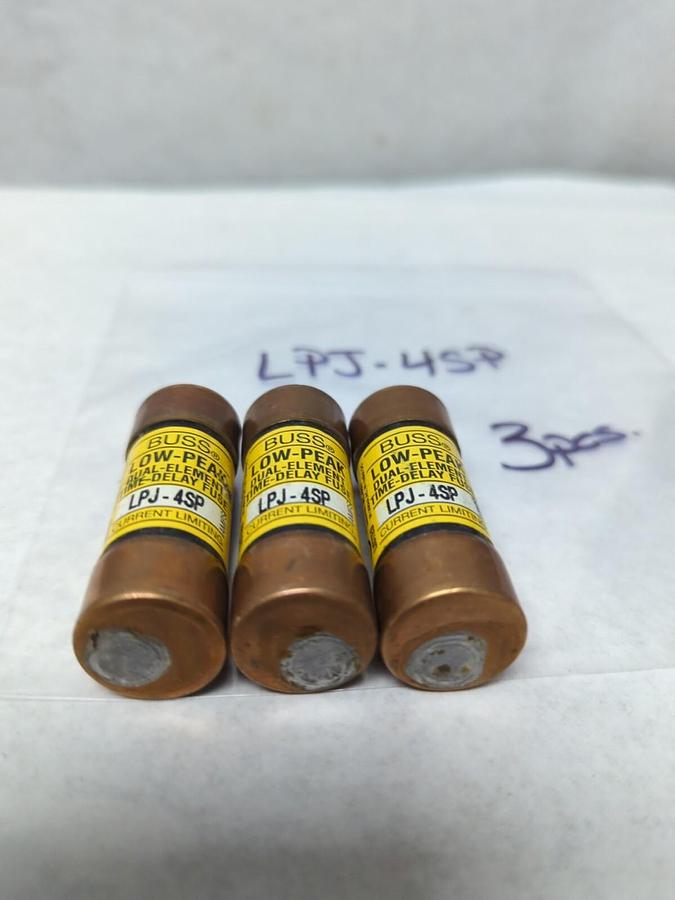 LPJ-4SP
3pcs.
BUSS®
LOW-PEAK
DUAL-ELEMENT
TIME-DELAY FUSE
LPJ-4SP
CURRENT LIMITING
BUSS®
LOW-PEAK
DUAL-ELEMENT
TIME-DELAY FUSE
LPJ-4SP
CURRENT LIMITING
BUSS®
LOW-PEAK
DUAL-ELEMENT
TIME-DELAY FUSE
LPJ-4SP
CURRENT LIMITING